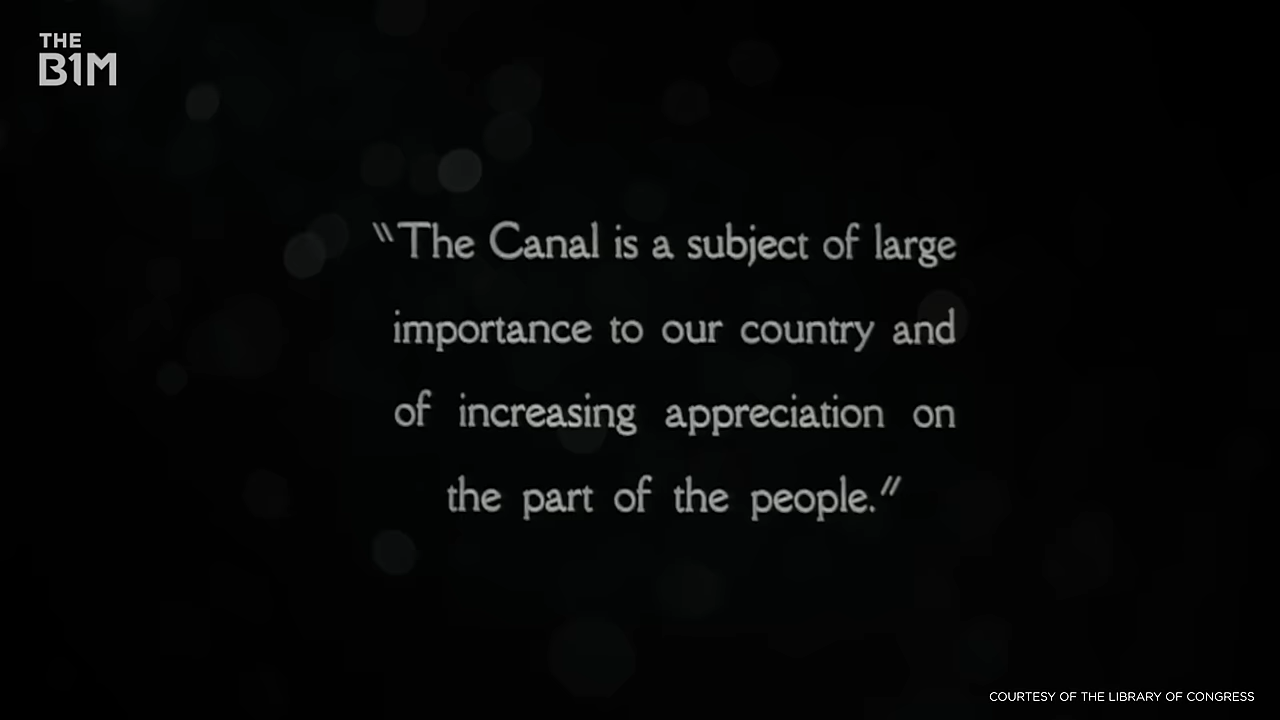 THE
B1M
"The Canal is a subject of large
importance to our country and
of increasing appreciation on
the part of the people."
COURTESY OF THE LIBRARY OF CONGRESS